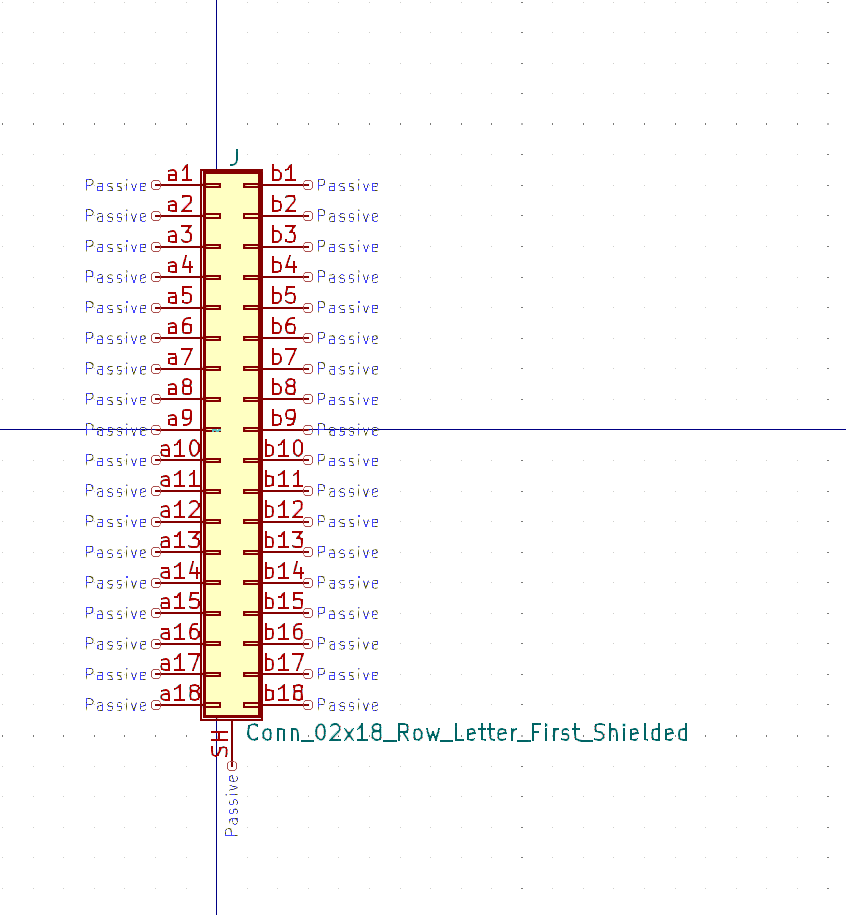 J
Passive a1 b1 Passive
Passive a2 b2 Passive
Passive a3 b3 Passive
Passive a4 b4 Passive
Passive a5 b5 Passive
Passive a6 b6 Passive
Passive a7 b7 Passive
Passive a8 b8 Passive
Passive a9 b9 Passive
Passive a10 b10 Passive
Passive a11 b11 Passive
Passive a12 b12 Passive
Passive a13 b13 Passive
Passive a14 b14 Passive
Passive a15 b15 Passive
Passive a16 b16 Passive
Passive a17 b17 Passive
Passive a18 b18 Passive
SH
Conn_02x18_Row_Letter_First_Shielded
Passive